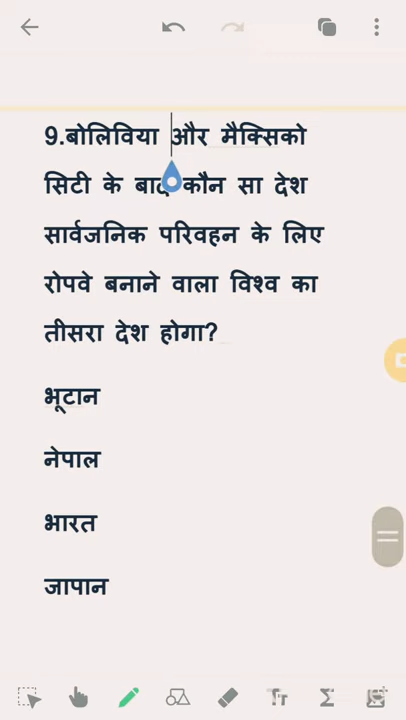 9.बोलिविया और मैक्सिको
सिटी के बाद कौन सा देश
सार्वजनिक परिवहन के लिए
रोपवे बनाने वाला विश्व का
तीसरा देश होगा?
भूटान
नेपाल
भारत
जापान